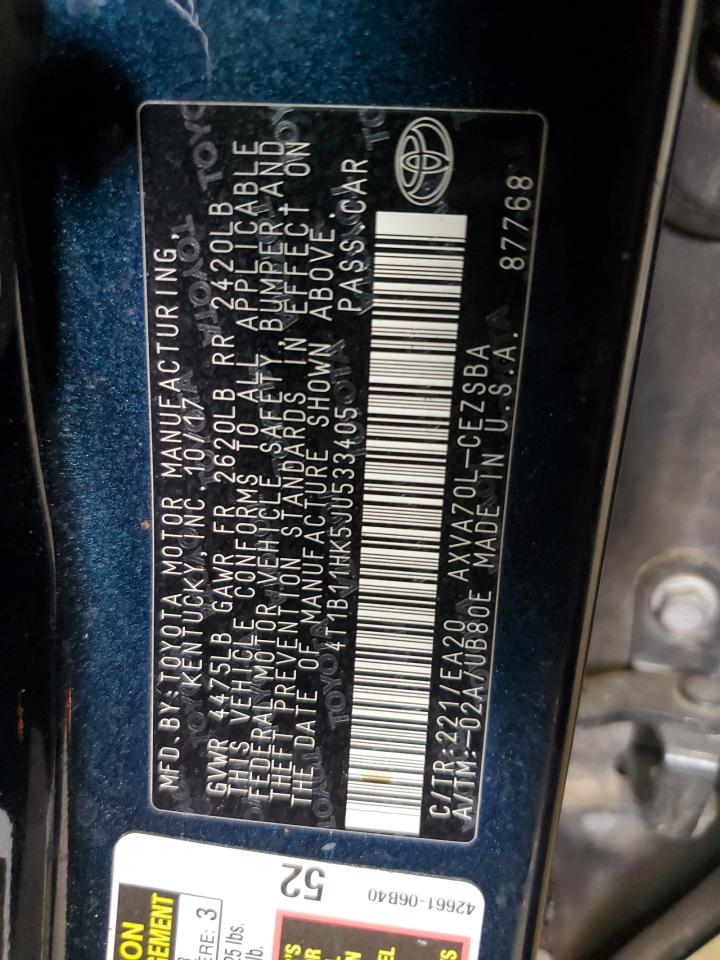 MFD.BY:TOYOTA MOTOR MANUFACTURING,
KENTUCKY, INC. 10/17
GVWR 4475LB GAWR FR 2620LB RR 2420LB
THIS VEHICLE CONFORMS TO ALL APPLICABLE
FEDERAL MOTOR VEHICLE SAFETY, BUMPER, AND
THEFT PREVENTION STANDARDS IN EFFECT ON
THE DATE OF MANUFACTURE SHOWN ABOVE.
4T1B11HK5JU533405 PASS.CAR
C/TR:221/EA20 AXVA70L-CEZSBA
A/TM:-02A/UB80E MADE IN U.S.A. 87768
52
42661-06B40